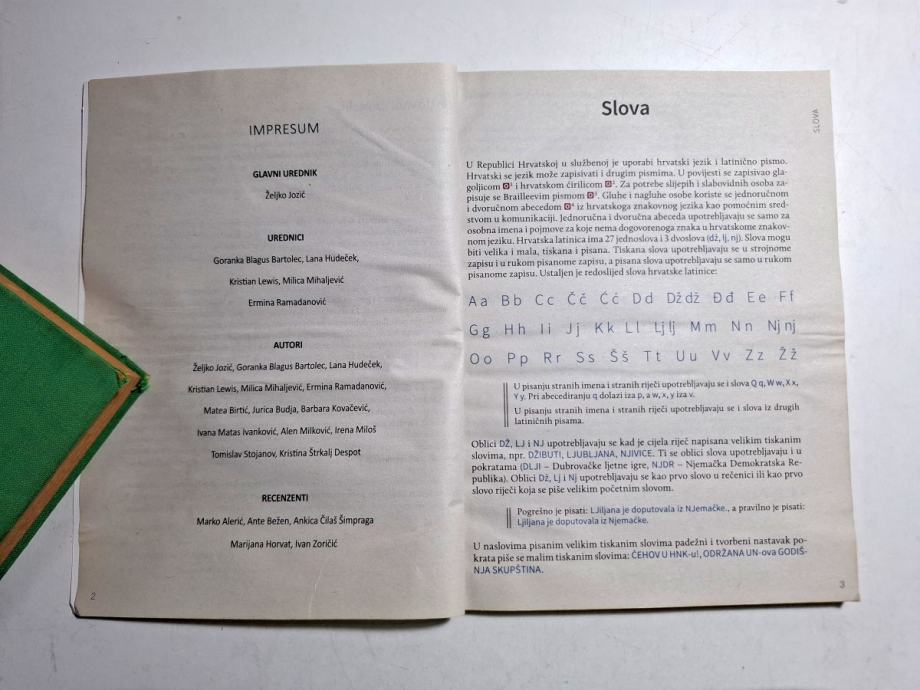 IMPRESUM
GLAVNI UREDNIK
Željko Jozić
UREDNICI
Goranka Blagus Bartolec, Lana Hudeček,
Kristian Lewis, Milica Mihaljević
Ermina Ramadanović
AUTORI
Željko Jozić, Goranka Blagus Bartolec, Lana Hudeček,
Kristian Lewis, Milica Mihaljević, Ermina Ramadanović,
Matea Birtić, Jurica Budja, Barbara Kovačević,
Ivana Matas Ivanković, Alen Milković, Irena Miloš
Tomislav Stojanov, Kristina Štrkalj Despot
RECENZENTI
Marko Alerić, Ante Bežen, Ankica Čilaš Šimpraga
Marijana Horvat, Ivan Zoričić
2
Slova
SLOVA
U Republici Hrvatskoj u službenoj je uporabi hrvatski jezik i latinično pismo.
Hrvatski se jezik može zapisivati i drugim pismima. U povijesti se zapisivao gla-
goljicom 1 i hrvatskom ćirilicom 2. Za potrebe slijepih i slabovidnih osoba za-
pisuje se Brailleevim pismom 3. Gluhe i nagluhe osobe koriste se jednoručnom
i dvoručnom abecedom 4 iz hrvatskoga znakovnog jezika kao pomoćnim sred-
stvom u komunikaciji. Jednoručna i dvoručna abeceda upotrebljavaju se samo za
osobna imena i pojmove za koje nema dogovorenoga znaka u hrvatskome znakov-
nom jeziku. Hrvatska latinica ima 27 jednoslova i 3 dvoslova (dž, lj, nj). Slova mogu
biti velika i mala, tiskana i pisana. Tiskana slova upotrebljavaju se u strojnome
zapisu i u rukom pisanome zapisu, a pisana slova upotrebljavaju se samo u rukom
pisanome zapisu. Ustaljen je redoslijed slova hrvatske latinice:
Aa Bb Cc Čč Ćć Dd Dždž Đđ Ee Ff
Gg Hh Ii Jj Kk Ll Ljlj Mm Nn Njnj
Oo Pp Rr Ss Šš Tt Uu Vv Zz Žž
U pisanju stranih imena i stranih riječi upotrebljavaju se i slova Q q, W w, X x,
Y y. Pri abecediranju q dolazi iza p, a w, x, y iza v.
U pisanju stranih imena i stranih riječi upotrebljavaju se i slova iz drugih
latiničnih pisama.
Oblici DŽ, LJ i NJ upotrebljavaju se kad je cijela riječ napisana velikim tiskanim
slovima, npr. DŽIBUTI, LJUBLJANA, NJIVICE. Ti se oblici slova upotrebljavaju i u
pokratama (DLJI – Dubrovačke ljetne igre, NJDR – Njemačka Demokratska Re-
publika). Oblici Dž, Lj i Nj upotrebljavaju se kao prvo slovo u rečenici ili kao prvo
slovo riječi koja se piše velikim početnim slovom.
Pogrešno je pisati: LJiljana je doputovala iz NJemačke., a pravilno je pisati:
Ljiljana je doputovala iz Njemačke.
U naslovima pisanim velikim tiskanim slovima padežni i tvorbeni nastavak po-
krata piše se malim tiskanim slovima: ČEHOV U HNK-u!, ODRŽANA UN-ova GODIŠ-
NJA SKUPŠTINA.
3